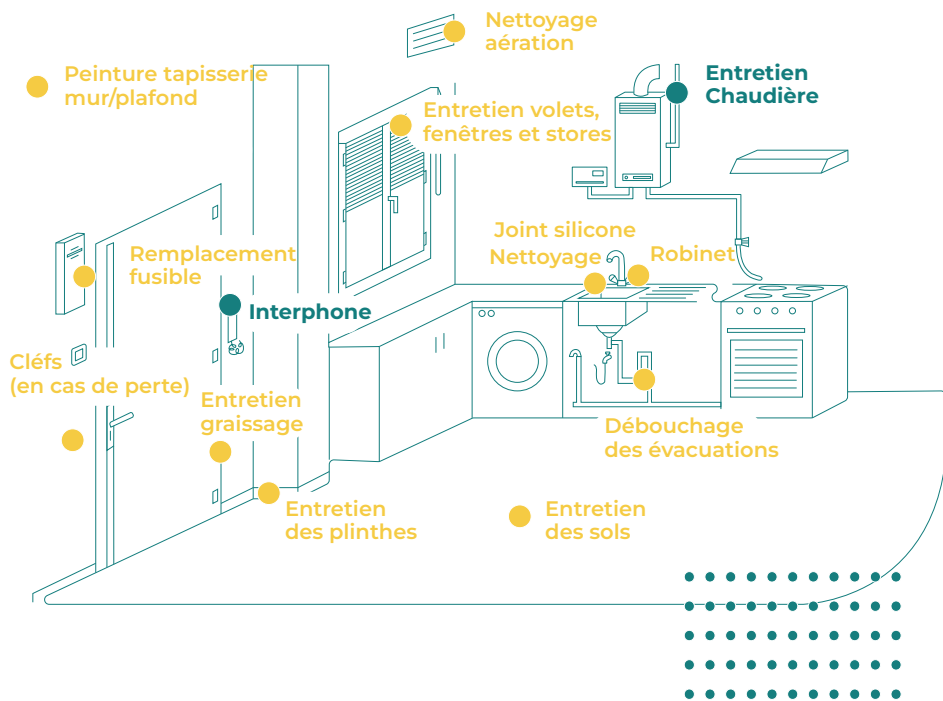 Nettoyage
aération
Peinture tapisserie
mur/plafond
Entretien
Chaudière
Entretien volets,
fenêtres et stores
Joint silicone
Nettoyage
Robinet
Remplacement
fusible
Interphone
Cléfs
(en cas de perte)
Entretien
graissage
Débouchage
des évacuations
Entretien
des plinthes
Entretien
des sols